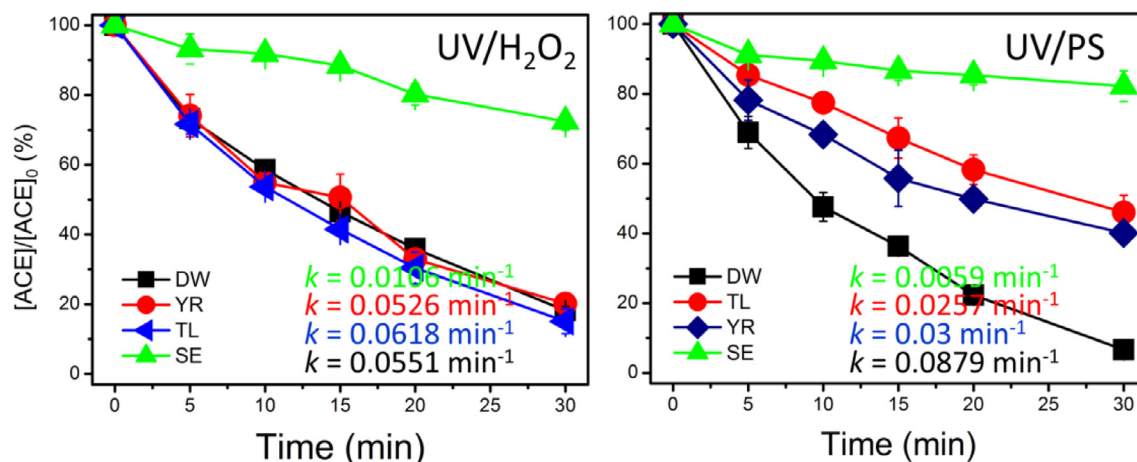 UV/H₂O₂
[ACE]/[ACE]₀ (%)
100
80
60
40
20
0
DW
YR
TL
SE
k = 0.0106 min⁻¹
k = 0.0526 min⁻¹
k = 0.0618 min⁻¹
k = 0.0551 min⁻¹
0 5 10 15 20 25 30
Time (min)
UV/PS
100
80
60
40
20
0
DW
TL
YR
SE
k = 0.0059 min⁻¹
k = 0.0257 min⁻¹
k = 0.03 min⁻¹
k = 0.0879 min⁻¹
0 5 10 15 20 25 30
Time (min)